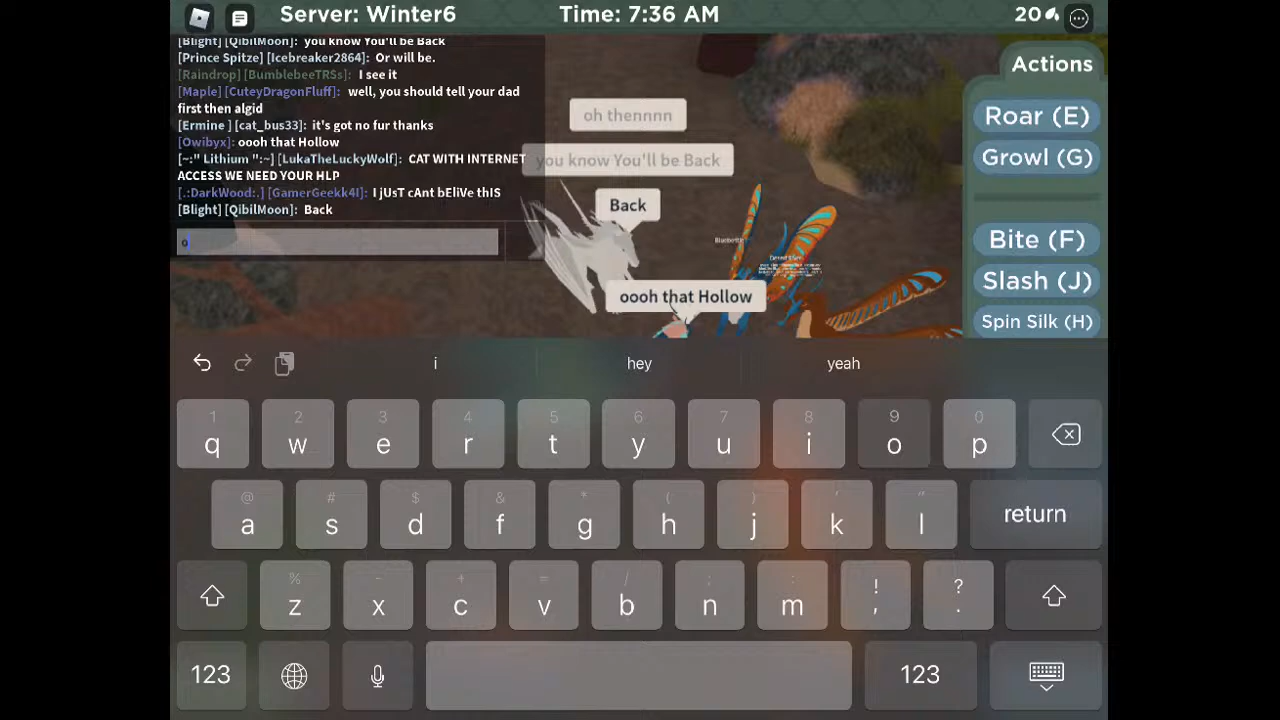 Server: Winter6
Time: 7:36 AM
20
[Blight] [QibilMoon]: you know You'll be Back
[Prince Spitze] [Icebreaker2864]: Or will be.
[Raindrop] [BumblebeeTRSs]: I see it
[Maple] [CuteyDragonFluff]: well, you should tell your dad
first then algid
[Ermine ] [cat_bus33]: it's got no fur thanks
[Owibyx]: oooh that Hollow
[~:" Lithium ":~] [LukaTheLuckyWolf]: CAT WITH INTERNET
ACCESS WE NEED YOUR HLP
[.:DarkWood:.] [GamerGeekk4l]: I jUsT cAnt bEliVe thIS
[Blight] [QibilMoon]: Back
o
oh thennnn
you know You'll be Back
Back
oooh that Hollow
Actions
Roar (E)
Growl (G)
Bite (F)
Slash (J)
Spin Silk (H)
i hey yeah
1 2 3 4 5 6 7 8 9 0
q w e r t y u i o p
@ # $ & * ( ) ' "
a s d f g h j k l return
% - + = / ; : ! ?
z x c v b n m , .
123 123